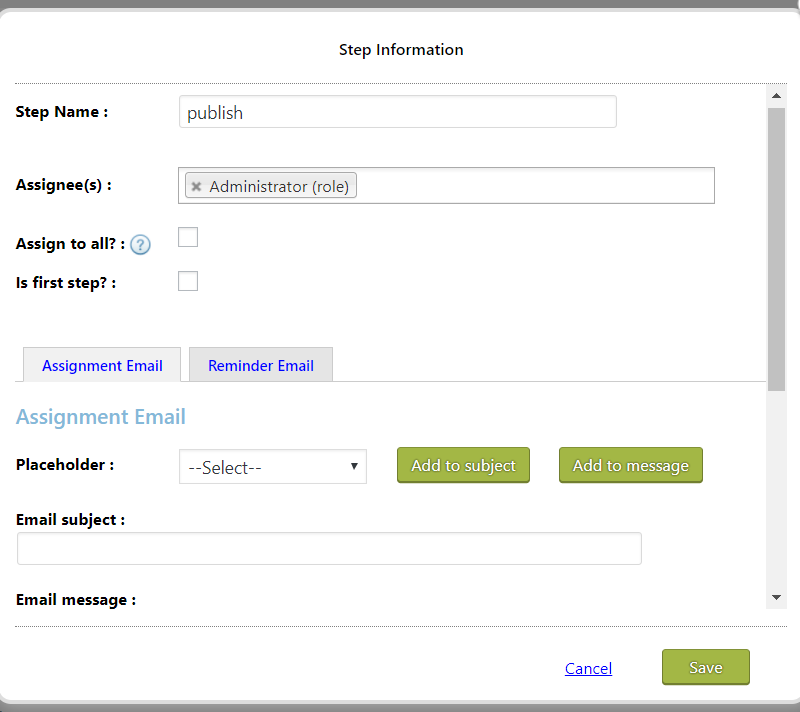 Step Information
Step Name :
publish
Assignee(s) :
× Administrator (role)
Assign to all? : ?
Is first step? :
Assignment Email
Reminder Email
Assignment Email
Placeholder :
--Select--
Add to subject
Add to message
Email subject :
Email message :
Cancel
Save